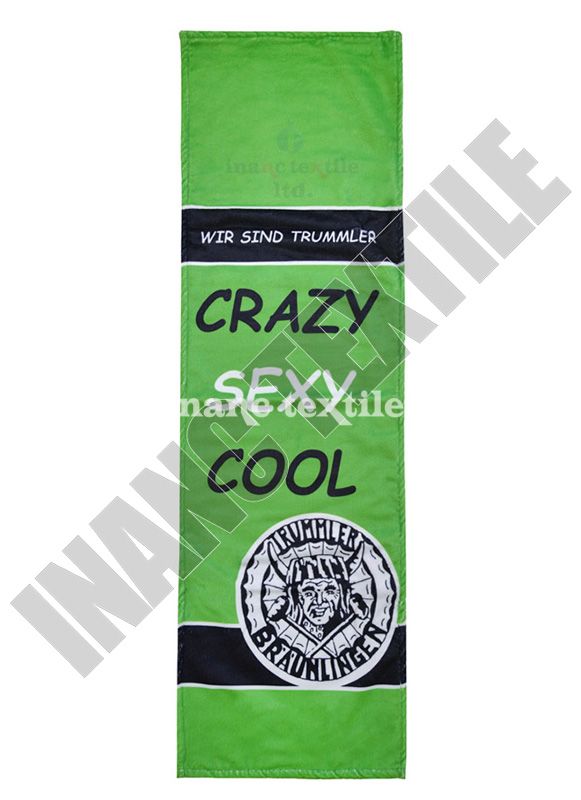 inanc textile
ltd.
WIR SIND TRUMMLER
CRAZY
SEXY
inanc textile
COOL
TRUMMLER
BRÄUNLINGEN
INANC TEXTILE